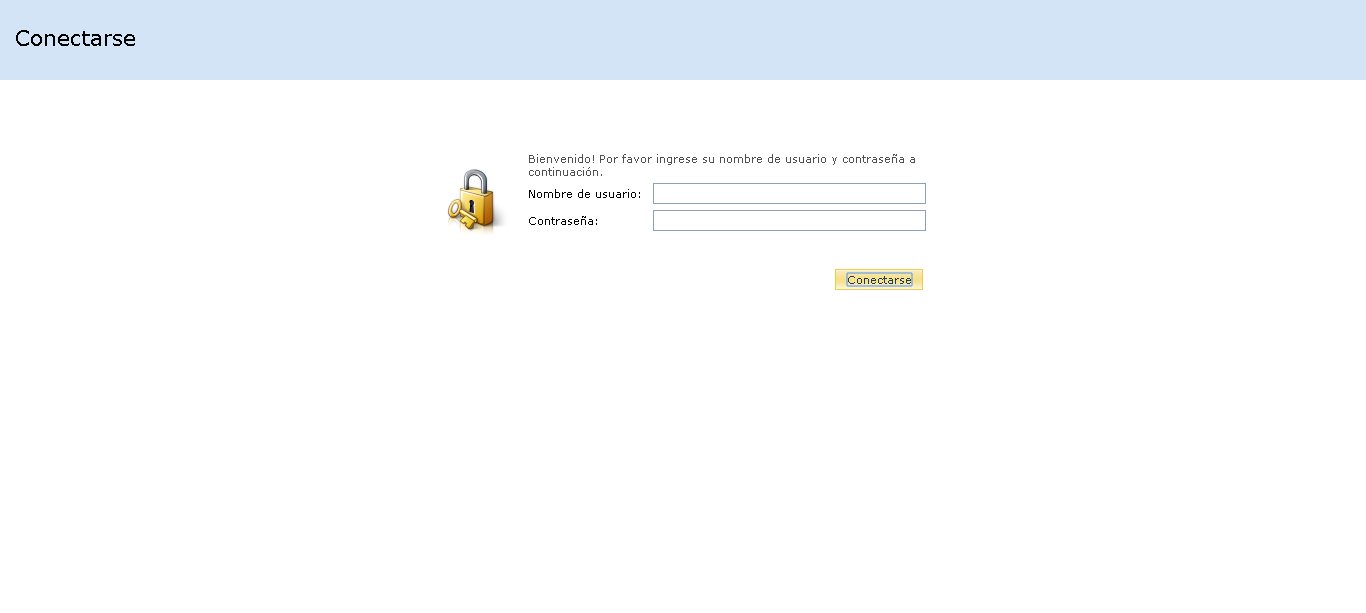 Conectarse
Bienvenido! Por favor ingrese su nombre de usuario y contraseña a
continuación.
Nombre de usuario:
Contraseña:
Conectarse